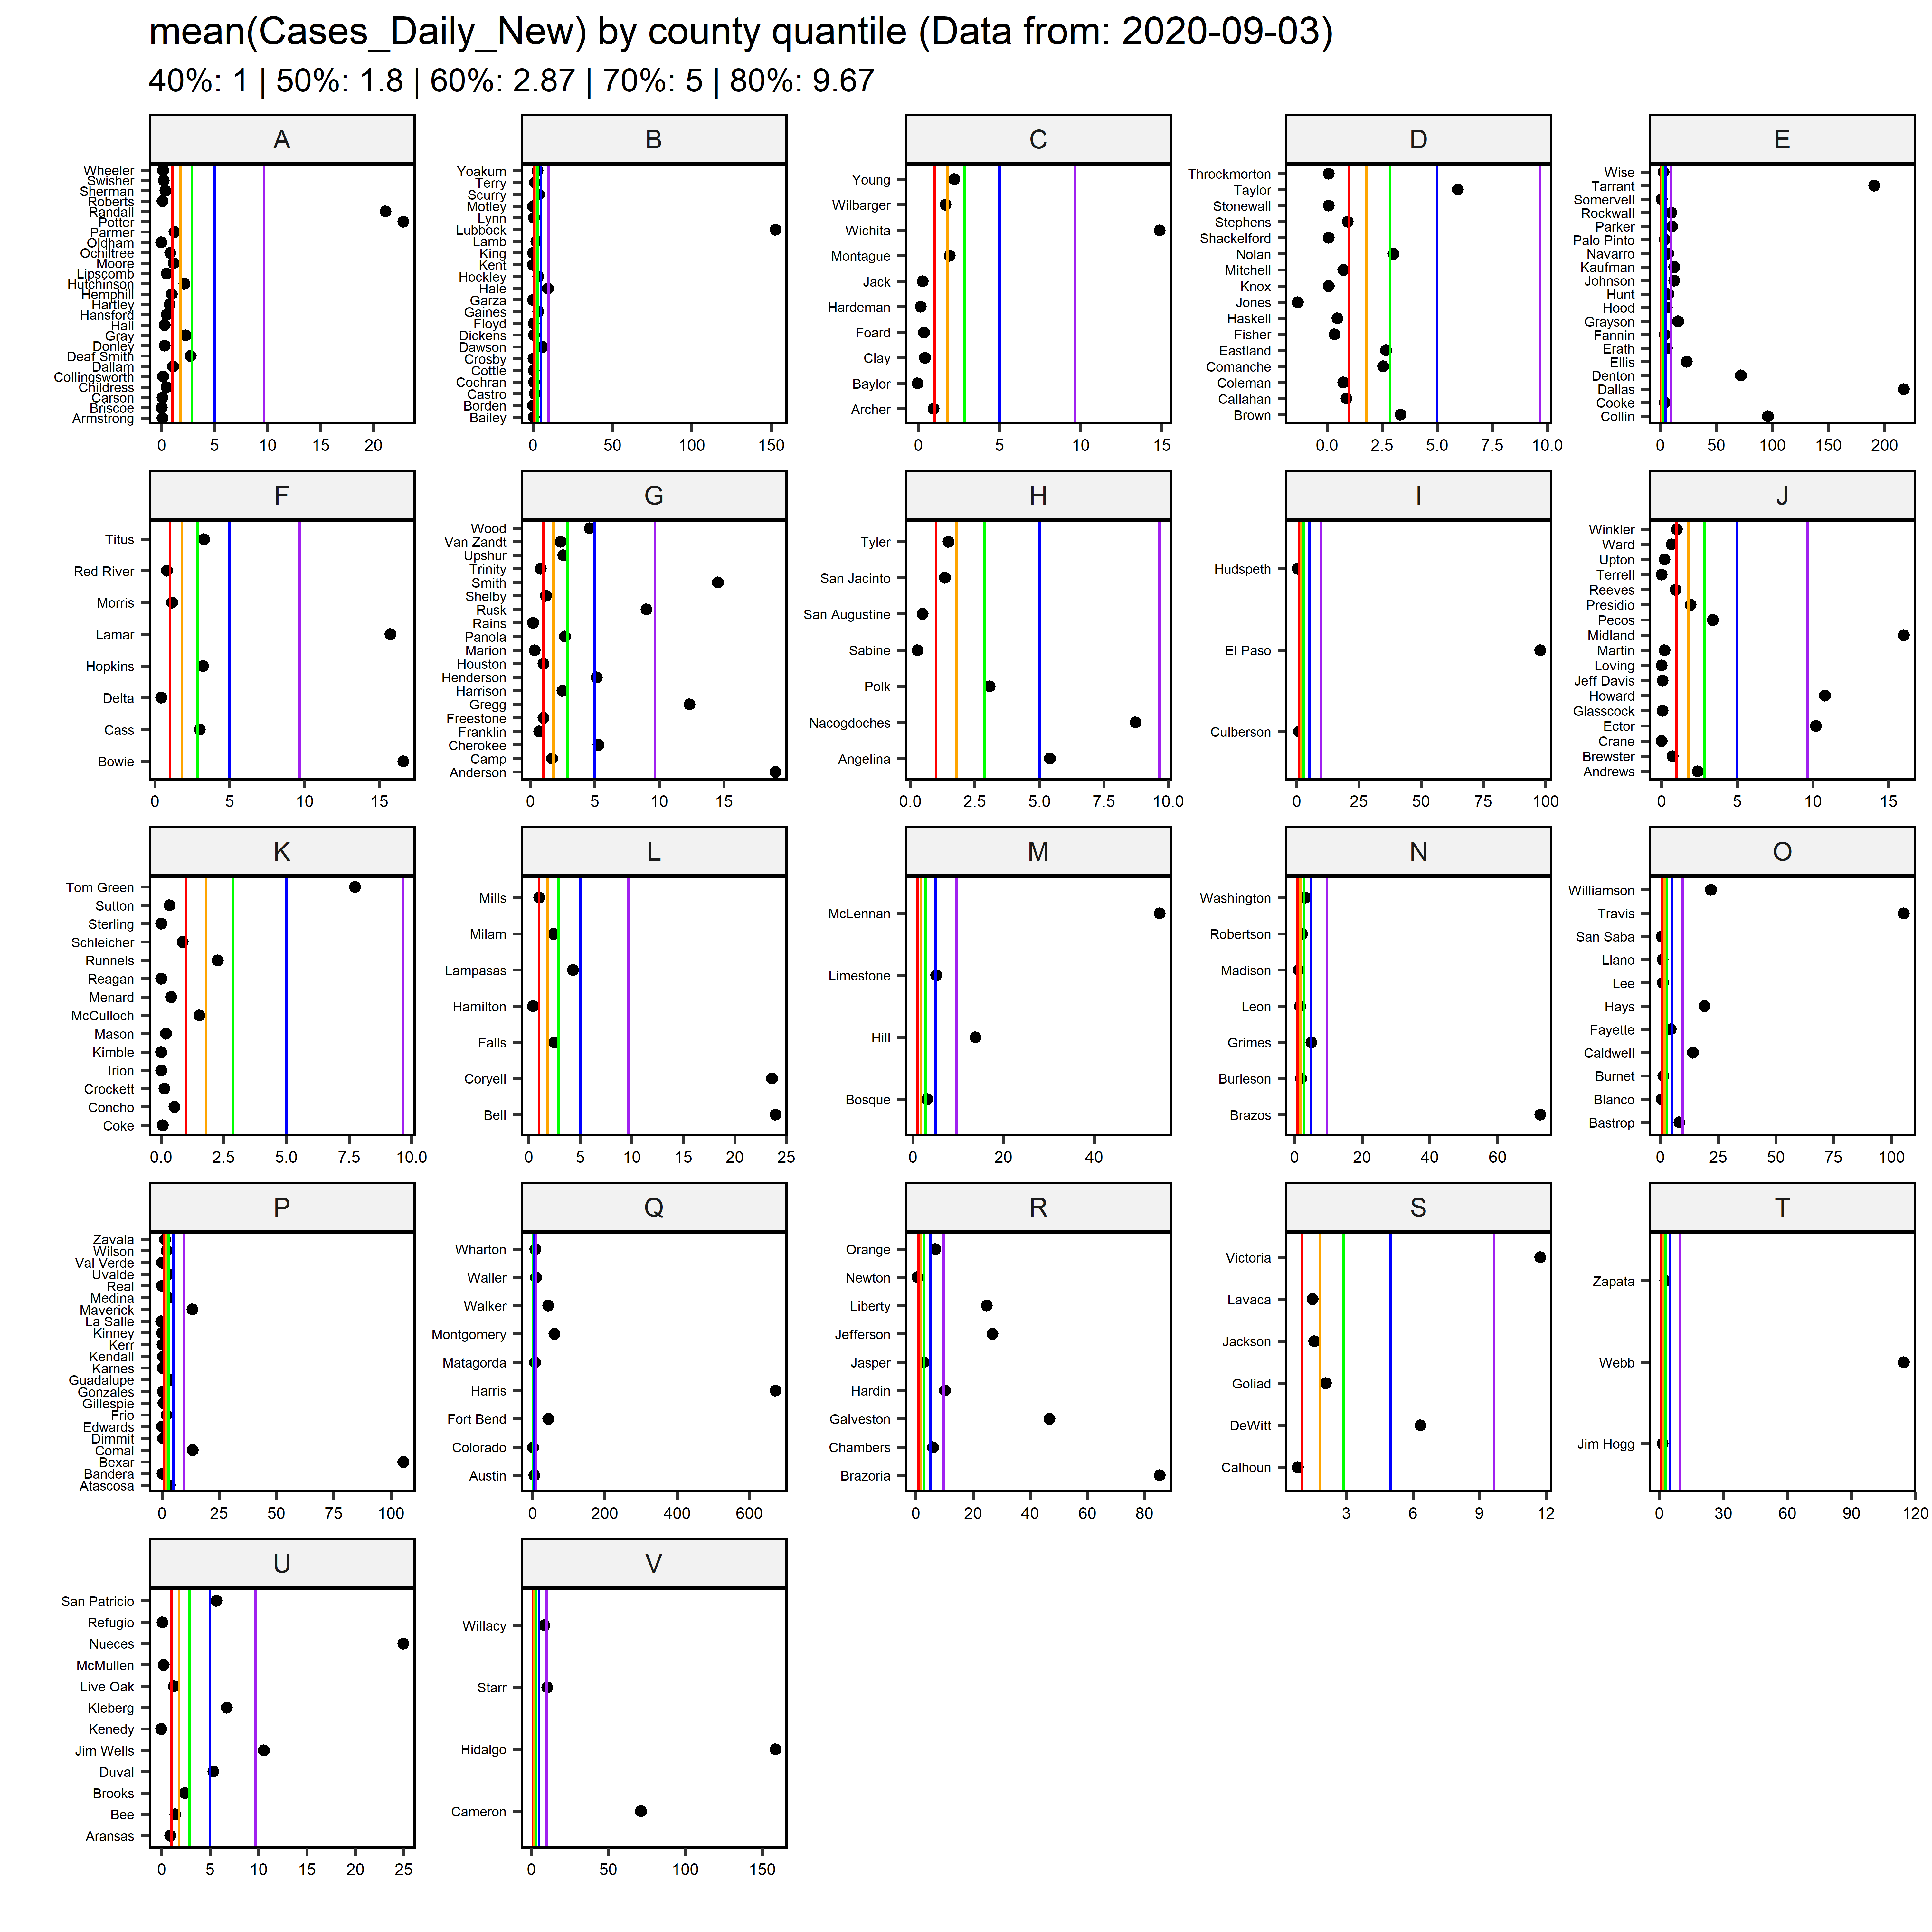 mean(Cases_Daily_New) by county quantile (Data from: 2020-09-03)
40%: 1 | 50%: 1.8 | 60%: 2.87 | 70%: 5 | 80%: 9.67
A
Wheeler
Swisher
Sherman
Roberts
Randall
Potter
Parmer
Oldham
Ochiltree
Moore
Lipscomb
Hutchinson
Hemphill
Hartley
Hansford
Hall
Gray
Donley
Deaf Smith
Dallam
Collingsworth
Childress
Carson
Briscoe
Armstrong
0 5 10 15 20
B
Yoakum
Terry
Scurry
Motley
Lynn
Lubbock
Lamb
King
Kent
Hockley
Hale
Garza
Gaines
Floyd
Dickens
Dawson
Crosby
Cottle
Cochran
Castro
Borden
Bailey
0 50 100 150
C
Young
Wilbarger
Wichita
Montague
Jack
Hardeman
Foard
Clay
Baylor
Archer
0 5 10 15
D
Throckmorton
Taylor
Stonewall
Stephens
Shackelford
Nolan
Mitchell
Knox
Jones
Haskell
Fisher
Eastland
Comanche
Coleman
Callahan
Brown
0.0 2.5 5.0 7.5 10.0
E
Wise
Tarrant
Somervell
Rockwall
Parker
Palo Pinto
Navarro
Kaufman
Johnson
Hunt
Hood
Grayson
Fannin
Erath
Ellis
Denton
Dallas
Cooke
Collin
0 50 100 150 200
F
Titus
Red River
Morris
Lamar
Hopkins
Delta
Cass
Bowie
0 5 10 15
G
Wood
Van Zandt
Upshur
Trinity
Smith
Shelby
Rusk
Rains
Panola
Marion
Houston
Henderson
Harrison
Gregg
Freestone
Franklin
Cherokee
Camp
Anderson
0 5 10 15
H
Tyler
San Jacinto
San Augustine
Sabine
Polk
Nacogdoches
Angelina
0.0 2.5 5.0 7.5 10.0
I
Hudspeth
El Paso
Culberson
0 25 50 75 100
J
Winkler
Ward
Upton
Terrell
Reeves
Presidio
Pecos
Midland
Martin
Loving
Jeff Davis
Howard
Glasscock
Ector
Crane
Brewster
Andrews
0 5 10 15
K
Tom Green
Sutton
Sterling
Schleicher
Runnels
Reagan
Menard
McCulloch
Mason
Kimble
Irion
Crockett
Concho
Coke
0.0 2.5 5.0 7.5 10.0
L
Mills
Milam
Lampasas
Hamilton
Falls
Coryell
Bell
0 5 10 15 20 25
M
McLennan
Limestone
Hill
Bosque
0 20 40
N
Washington
Robertson
Madison
Leon
Grimes
Burleson
Brazos
0 20 40 60
O
Williamson
Travis
San Saba
Llano
Lee
Hays
Fayette
Caldwell
Burnet
Blanco
Bastrop
0 25 50 75 100
P
Zavala
Wilson
Val Verde
Uvalde
Real
Medina
Maverick
La Salle
Kinney
Kerr
Kendall
Karnes
Guadalupe
Gonzales
Gillespie
Frio
Edwards
Dimmit
Comal
Bexar
Bandera
Atascosa
0 25 50 75 100
Q
Wharton
Waller
Walker
Montgomery
Matagorda
Harris
Fort Bend
Colorado
Austin
0 200 400 600
R
Orange
Newton
Liberty
Jefferson
Jasper
Hardin
Galveston
Chambers
Brazoria
0 20 40 60 80
S
Victoria
Lavaca
Jackson
Goliad
DeWitt
Calhoun
3 6 9 12
T
Zapata
Webb
Jim Hogg
0 30 60 90 120
U
San Patricio
Refugio
Nueces
McMullen
Live Oak
Kleberg
Kenedy
Jim Wells
Duval
Brooks
Bee
Aransas
0 5 10 15 20 25
V
Willacy
Starr
Hidalgo
Cameron
0 50 100 150